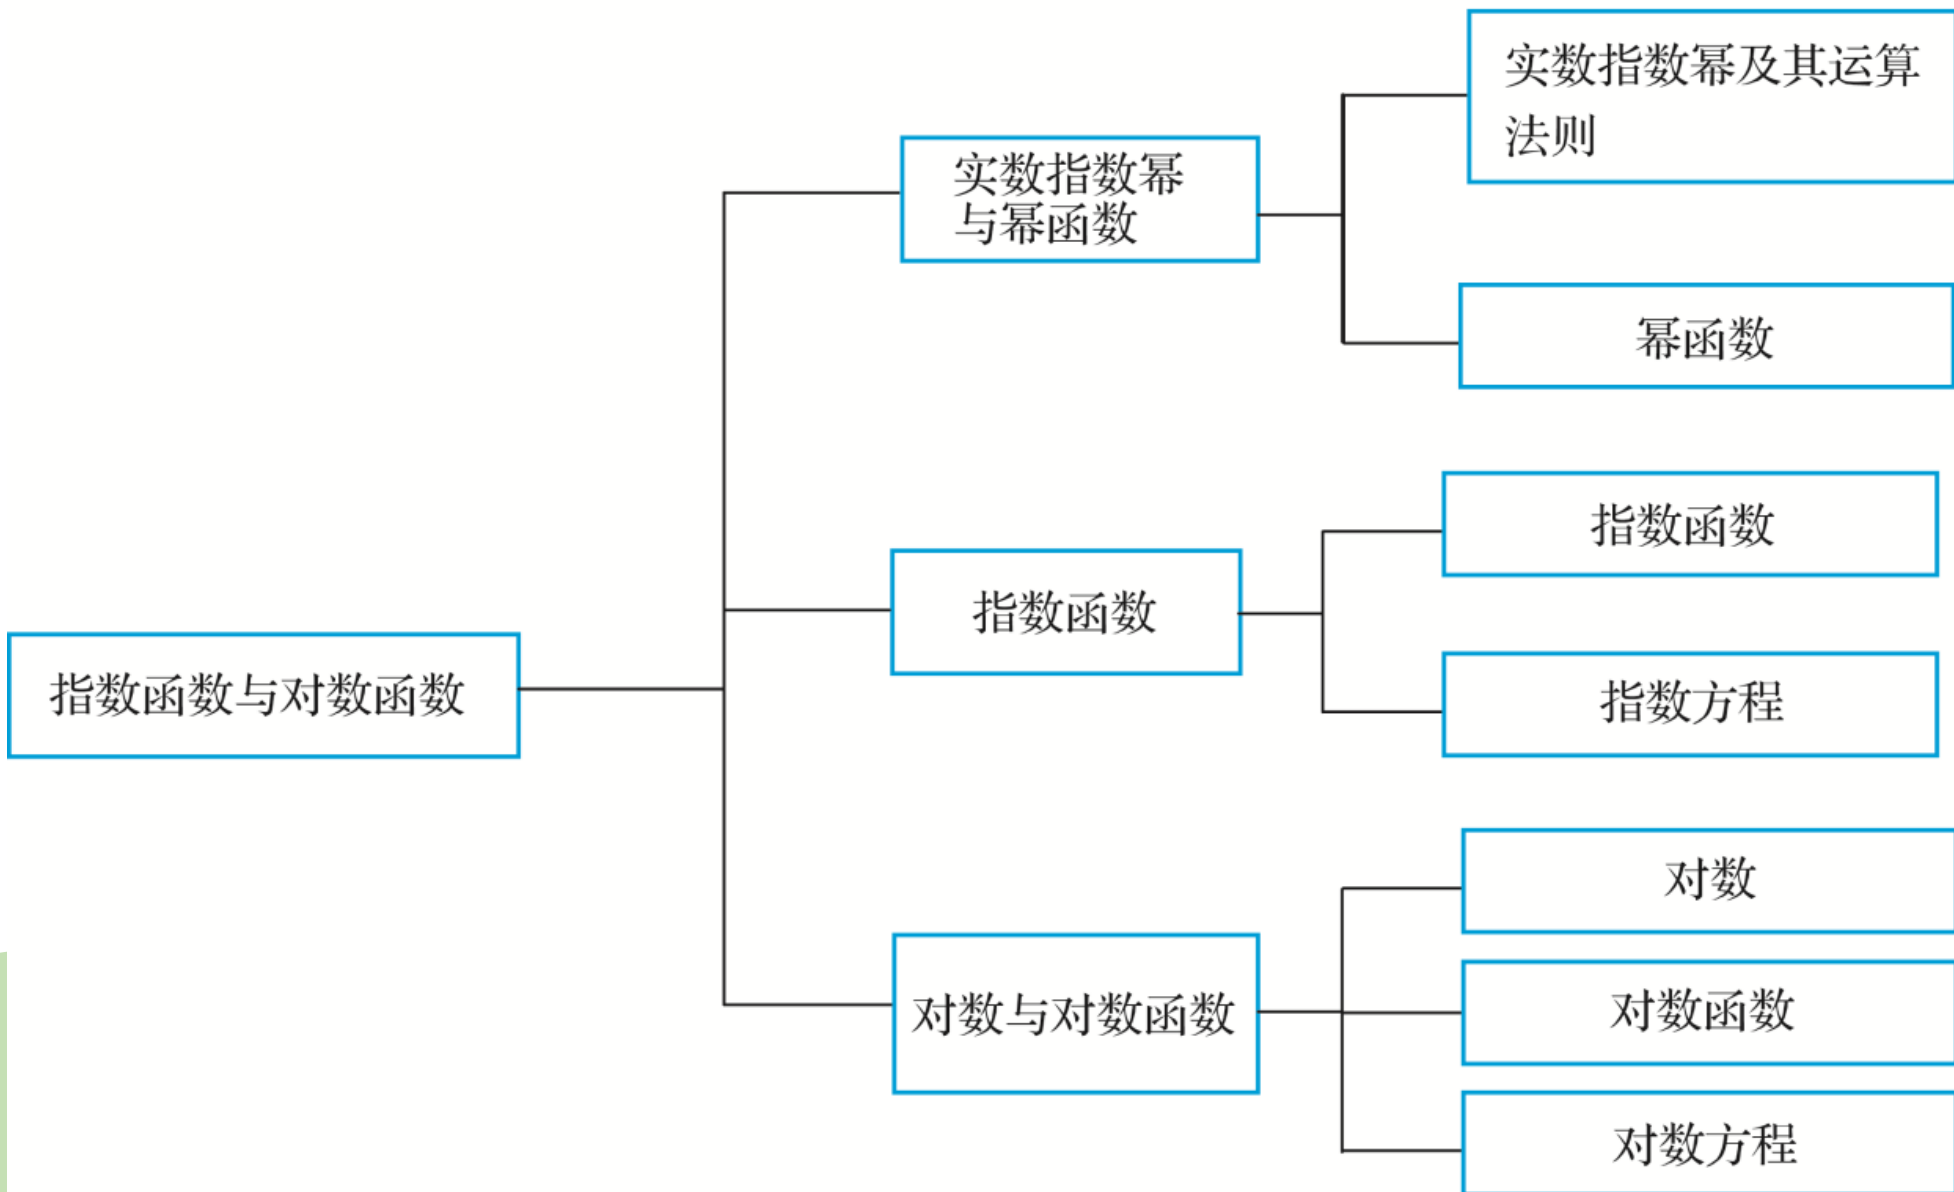 指数函数与对数函数
实数指数幂
与幂函数
实数指数幂及其运算
法则
幂函数
指数函数
指数函数
指数方程
对数与对数函数
对数
对数函数
对数方程